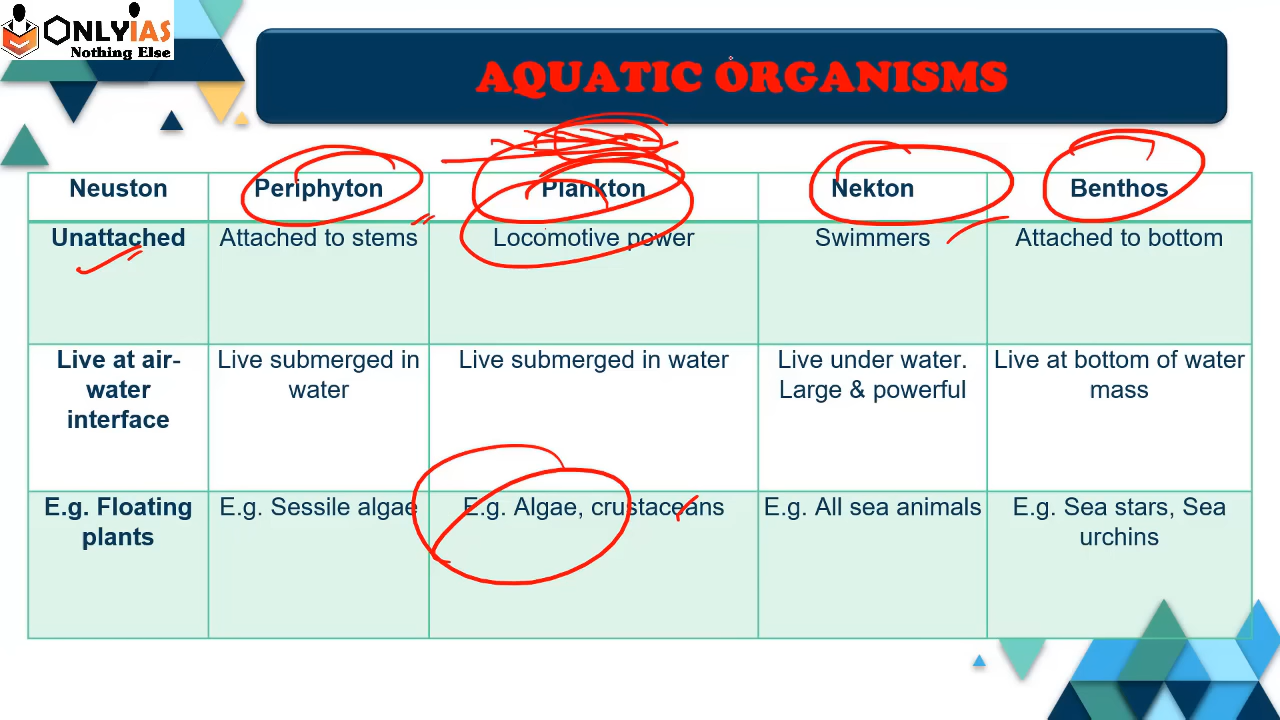 ONLYIAS
Nothing Else
AQUATIC ORGANISMS
Neuston
Periphyton
Plankton
Nekton
Benthos
Unattached
Attached to stems
Locomotive power
Swimmers
Attached to bottom
Live at air-
water
interface
Live submerged in
water
Live submerged in water
Live under water.
Large & powerful
Live at bottom of water
mass
E.g. Floating
plants
E.g. Sessile algae
E.g. Algae, crustaceans
E.g. All sea animals
E.g. Sea stars, Sea
urchins